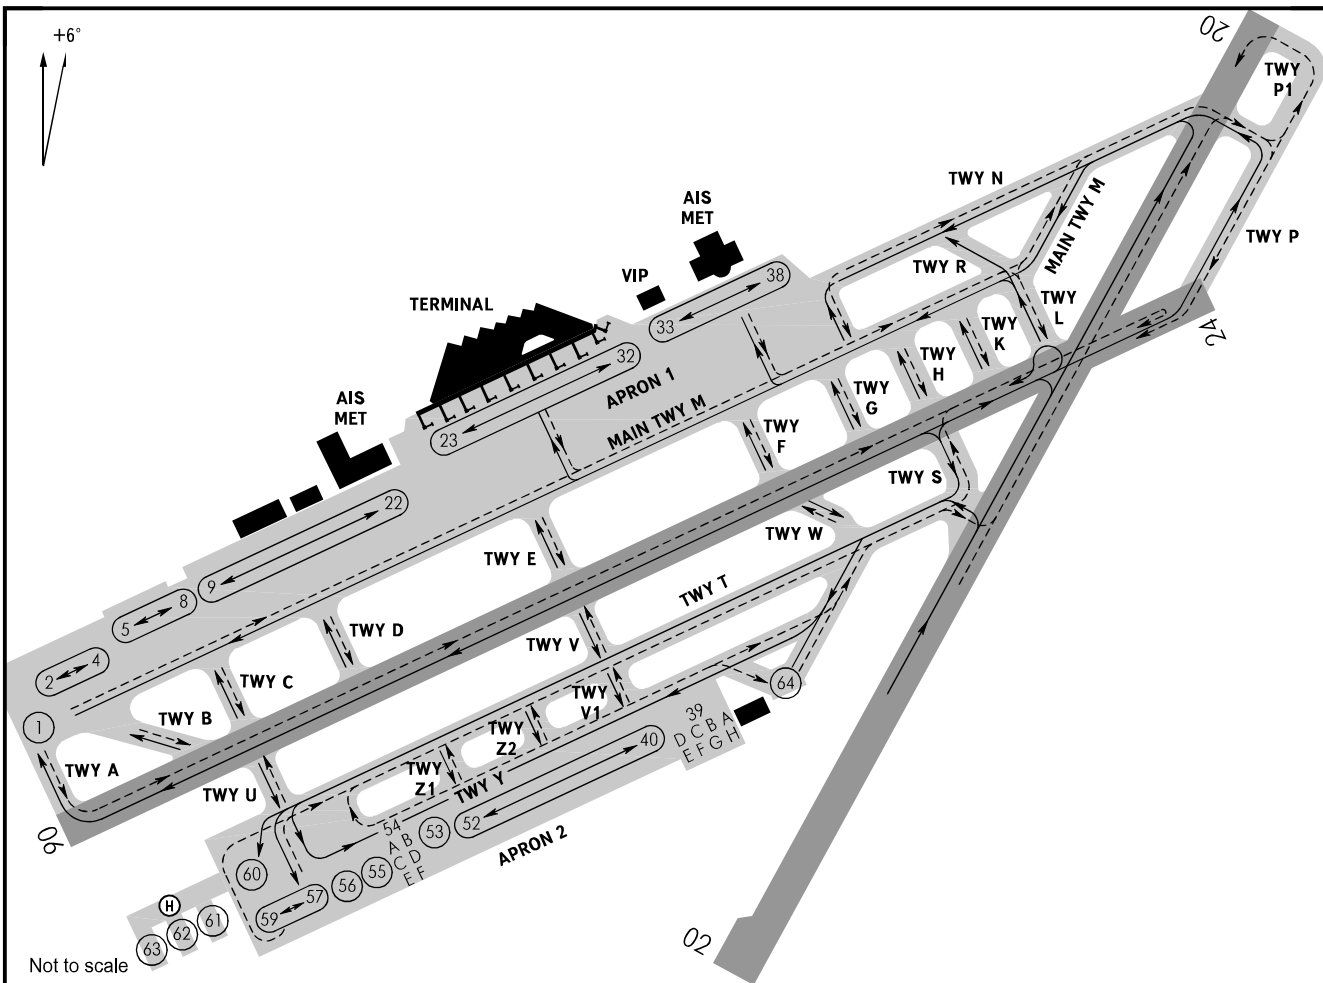 +6°
20
TWY
P1
TWY N
AIS
MET
MAIN TWY M
TWY P
VIP
38
TWY R
TERMINAL
33
TWY
L
24
TWY
K
32
TWY
H
APRON 1
TWY
G
AIS
MET
23
MAIN TWY M
TWY
F
TWY S
22
TWY W
TWY E
9
TWY T
8
5
TWY D
TWY V
4
2
TWY C
64
TWY
V1
39
D C B A
E F G H
1
TWY B
TWY
Z2
40
TWY A
TWY
Z1
TWY Y
TWY U
06
54
A B
C D
E F
53
52
APRON 2
60
55
56
57
59
H
61
62
63
02
Not to scale